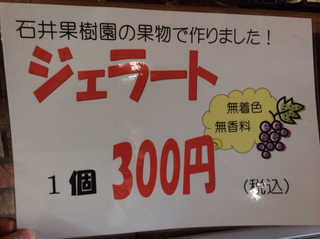 石井果樹園の果物で作りました！
ジェラート
無着色
無香料
1個 300円 (税込)